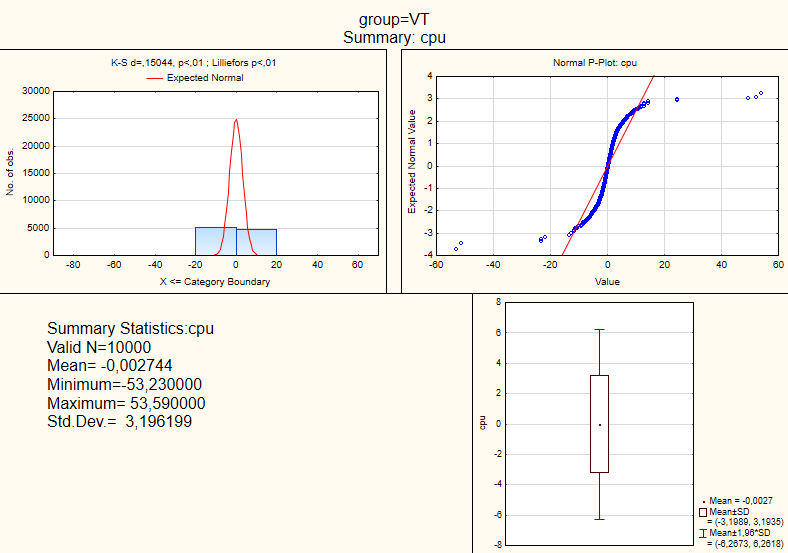 group=VT
Summary: cpu
K-S d=,15044, p<,01 ; Lilliefors p<,01
Expected Normal
30000
25000
20000
15000
10000
5000
0
No. of obs.
-80 -60 -40 -20 0 20 40 60
X <= Category Boundary
Normal P-Plot: cpu
4
3
2
1
0
-1
-2
-3
-4
Expected Normal Value
-60 -40 -20 0 20 40 60
Value
Summary Statistics:cpu
Valid N=10000
Mean= -0,002744
Minimum=-53,230000
Maximum= 53,590000
Std.Dev.= 3,196199
8
6
4
2
0
-2
-4
-6
-8
cpu
Mean = -0,0027
Mean±SD
= (-3,1989, 3,1935)
Mean±1,96*SD
= (-6,2673, 6,2618)